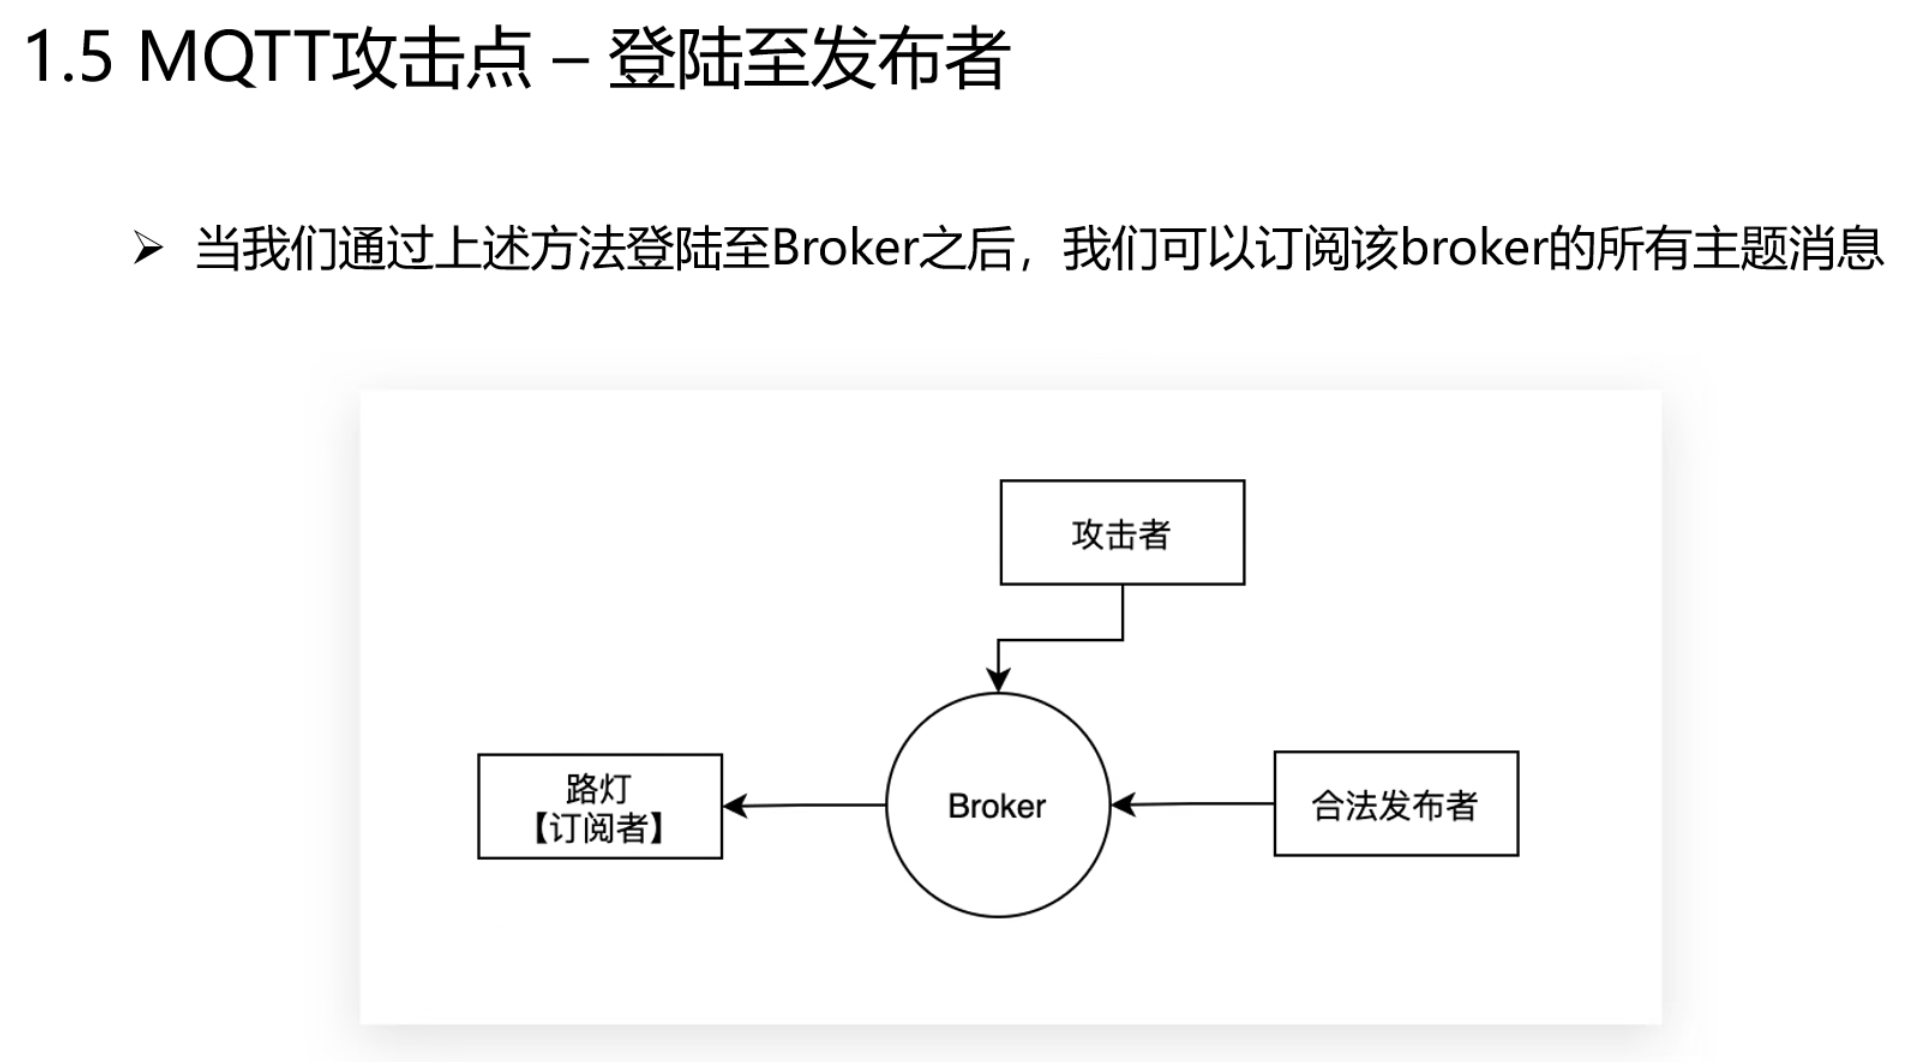 1.5 MQTT攻击点 – 登陆至发布者
➢ 当我们通过上述方法登陆至Broker之后，我们可以订阅该broker的所有主题消息
攻击者
路灯
【订阅者】
Broker
合法发布者